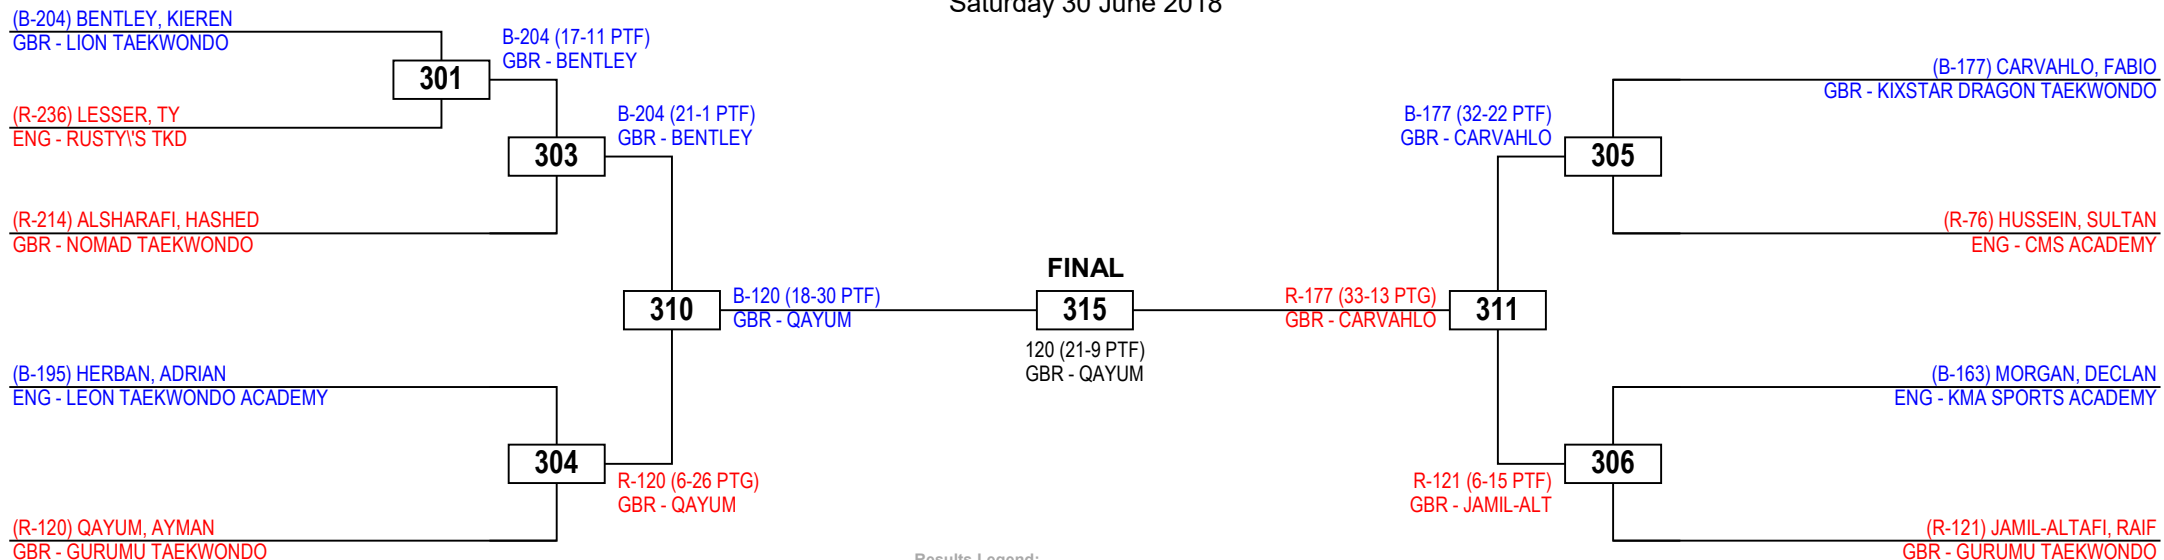 Saturday 30 June 2018
(B-204) BENTLEY, KIEREN
GBR - LION TAEKWONDO
B-204 (17-11 PTF)
GBR - BENTLEY
301
(R-236) LESSER, TY
ENG - RUSTY\'S TKD
B-204 (21-1 PTF)
GBR - BENTLEY
303
(R-214) ALSHARAFI, HASHED
GBR - NOMAD TAEKWONDO
310
B-120 (18-30 PTF)
GBR - QAYUM
(B-195) HERBAN, ADRIAN
ENG - LEON TAEKWONDO ACADEMY
304
R-120 (6-26 PTG)
GBR - QAYUM
(R-120) QAYUM, AYMAN
GBR - GURUMU TAEKWONDO
FINAL
315
120 (21-9 PTF)
GBR - QAYUM
(B-177) CARVAHLO, FABIO
GBR - KIXSTAR DRAGON TAEKWONDO
B-177 (32-22 PTF)
GBR - CARVAHLO
305
(R-76) HUSSEIN, SULTAN
ENG - CMS ACADEMY
R-177 (33-13 PTG)
GBR - CARVAHLO
311
(B-163) MORGAN, DECLAN
ENG - KMA SPORTS ACADEMY
306
R-121 (6-15 PTF)
GBR - JAMIL-ALT
(R-121) JAMIL-ALTAFI, RAIF
GBR - GURUMU TAEKWONDO
Results Legend: